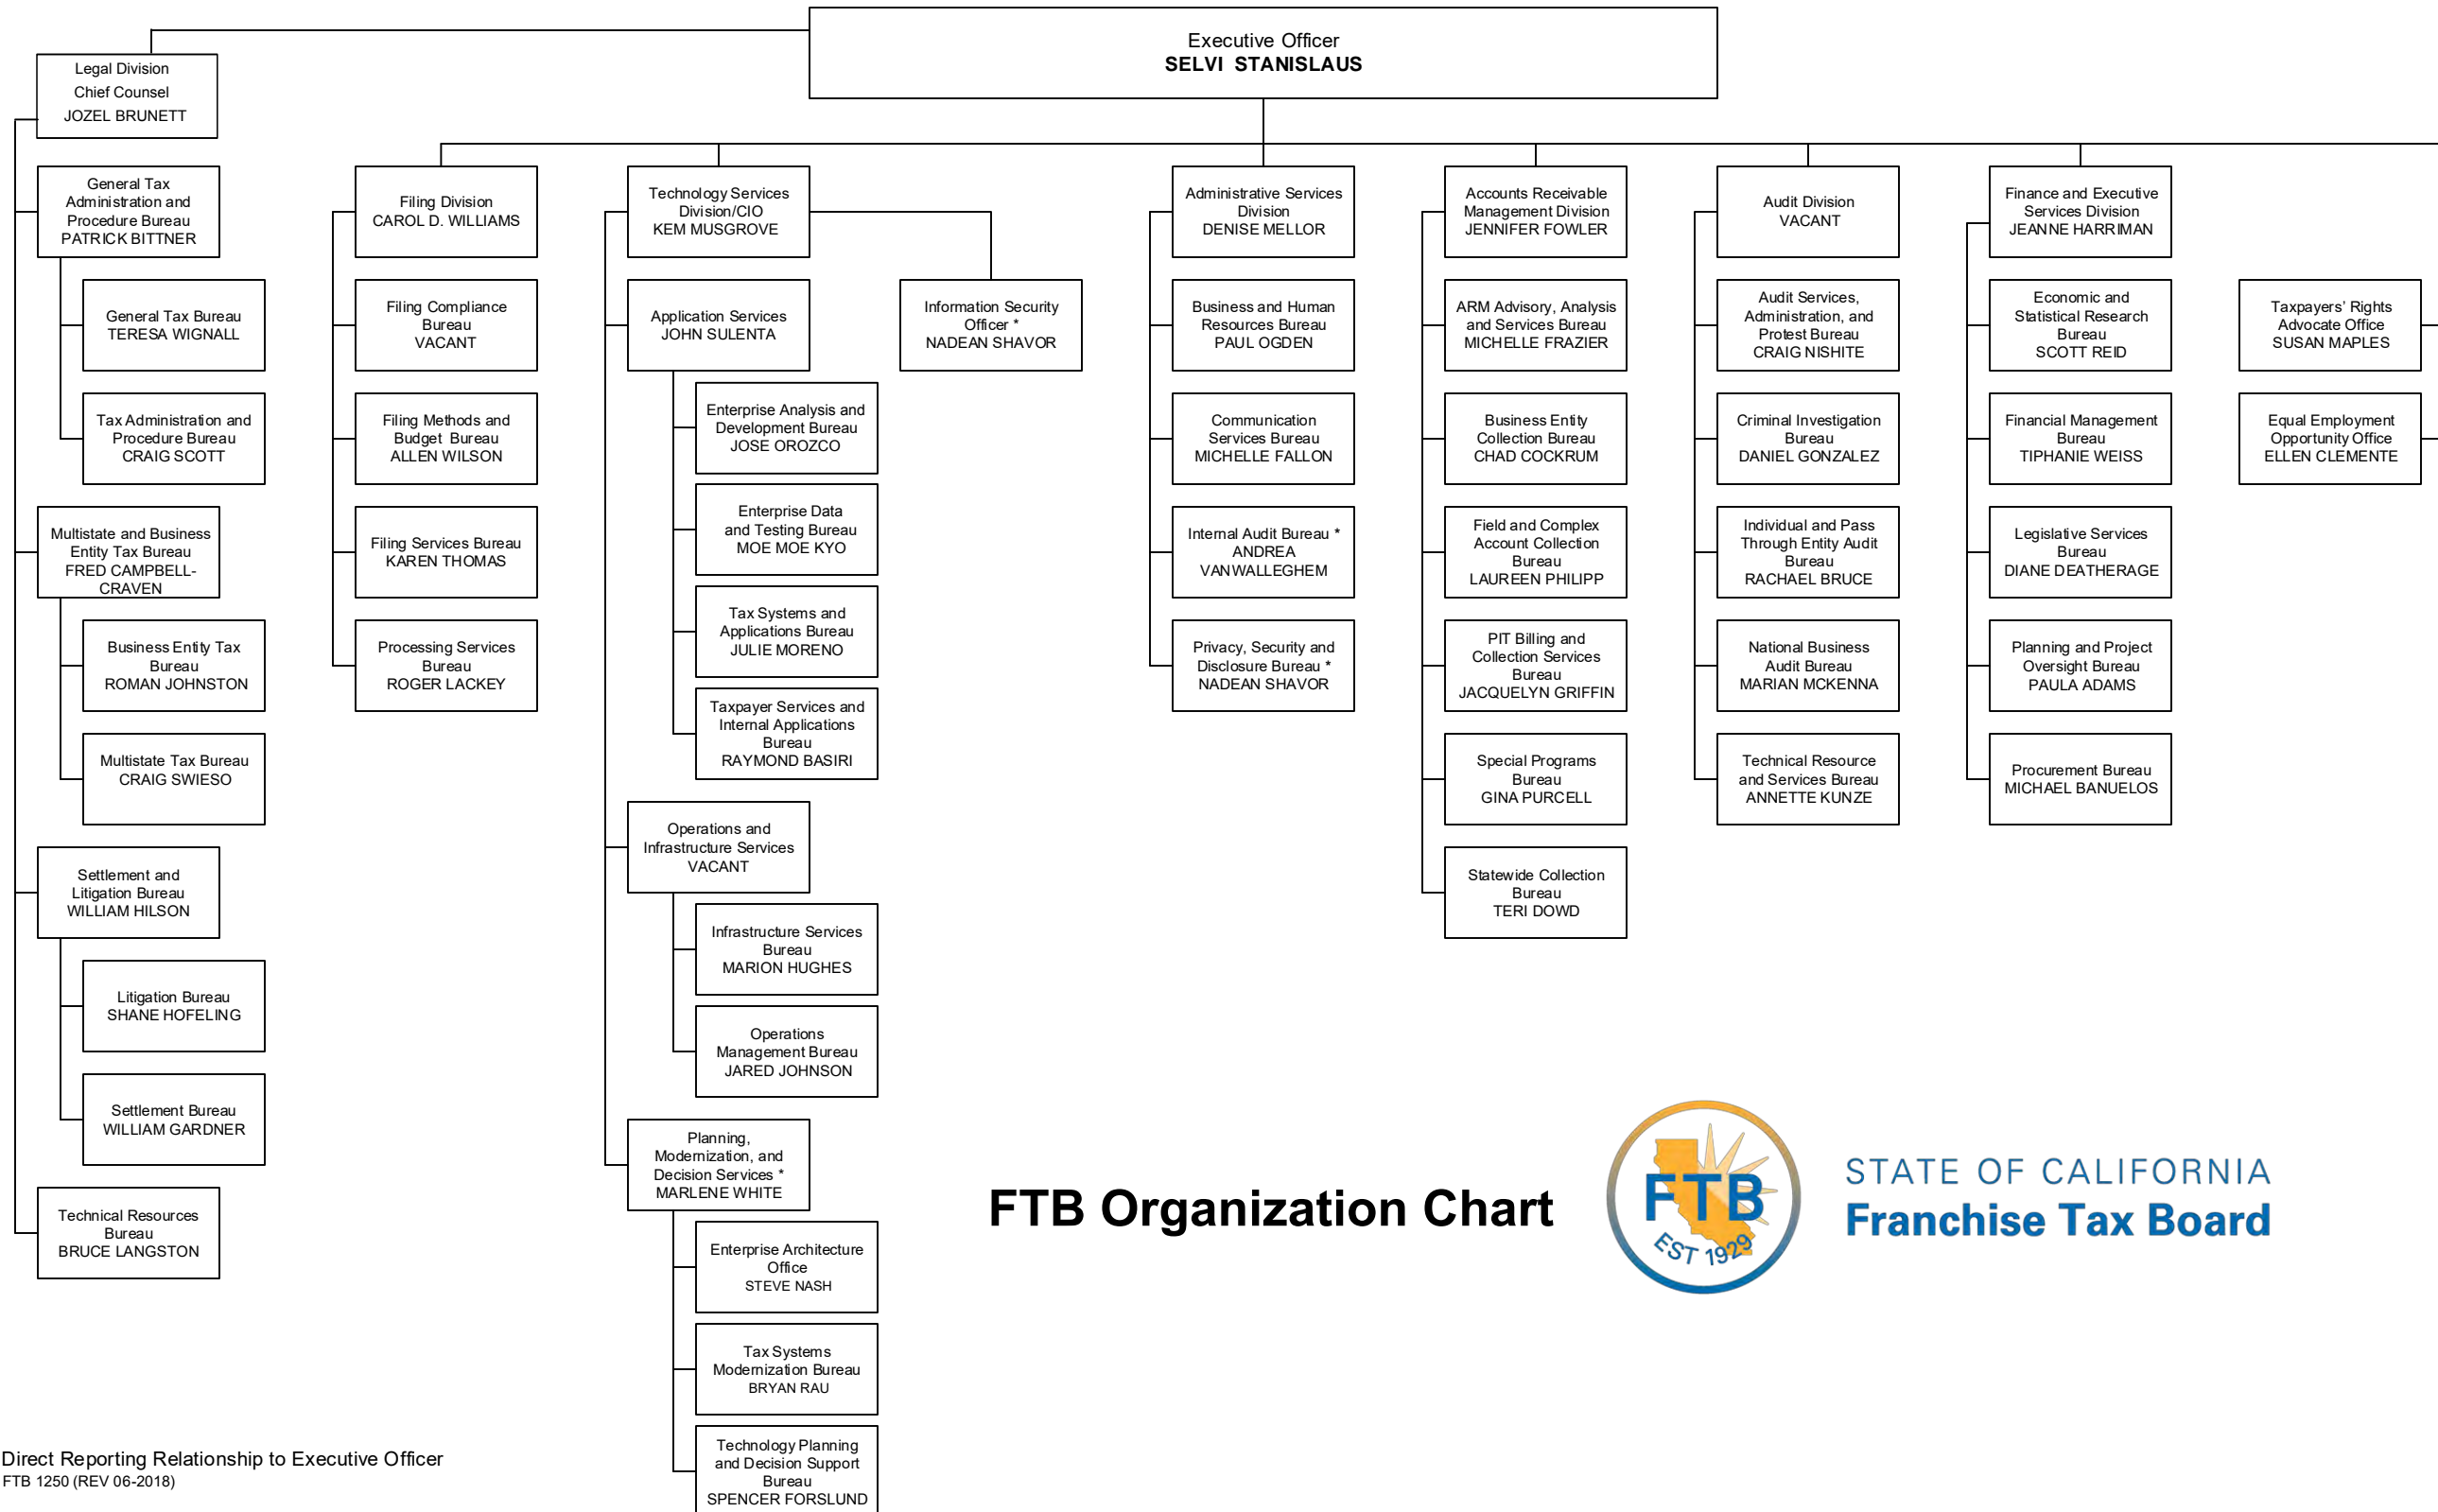 Executive Officer
SELVI STANISLAUS
Legal Division
Chief Counsel
JOZEL BRUNETT
General Tax
Administration and
Procedure Bureau
PATRICK BITTNER
General Tax Bureau
TERESA WIGNALL
Tax Administration and
Procedure Bureau
CRAIG SCOTT
Multistate and Business
Entity Tax Bureau
FRED CAMPBELL-
CRAVEN
Business Entity Tax
Bureau
ROMAN JOHNSTON
Multistate Tax Bureau
CRAIG SWIESO
Settlement and
Litigation Bureau
WILLIAM HILSON
Litigation Bureau
SHANE HOFELING
Settlement Bureau
WILLIAM GARDNER
Technical Resources
Bureau
BRUCE LANGSTON
Filing Division
CAROL D. WILLIAMS
Filing Compliance
Bureau
VACANT
Filing Methods and
Budget Bureau
ALLEN WILSON
Filing Services Bureau
KAREN THOMAS
Processing Services
Bureau
ROGER LACKEY
Technology Services
Division/CIO
KEM MUSGROVE
Application Services
JOHN SULENTA
Enterprise Analysis and
Development Bureau
JOSE OROZCO
Enterprise Data
and Testing Bureau
MOE MOE KYO
Tax Systems and
Applications Bureau
JULIE MORENO
Taxpayer Services and
Internal Applications
Bureau
RAYMOND BASIRI
Operations and
Infrastructure Services
VACANT
Infrastructure Services
Bureau
MARION HUGHES
Operations
Management Bureau
JARED JOHNSON
Planning,
Modernization, and
Decision Services *
MARLENE WHITE
Enterprise Architecture
Office
STEVE NASH
Tax Systems
Modernization Bureau
BRYAN RAU
Technology Planning
and Decision Support
Bureau
SPENCER FORSLUND
Information Security
Officer *
NADEAN SHAVOR
Administrative Services
Division
DENISE MELLOR
Business and Human
Resources Bureau
PAUL OGDEN
Communication
Services Bureau
MICHELLE FALLON
Internal Audit Bureau *
ANDREA
VANWALLEGHEM
Privacy, Security and
Disclosure Bureau *
NADEAN SHAVOR
Accounts Receivable
Management Division
JENNIFER FOWLER
ARM Advisory, Analysis
and Services Bureau
MICHELLE FRAZIER
Business Entity
Collection Bureau
CHAD COCKRUM
Field and Complex
Account Collection
Bureau
LAUREEN PHILIPP
PIT Billing and
Collection Services
Bureau
JACQUELYN GRIFFIN
Special Programs
Bureau
GINA PURCELL
Statewide Collection
Bureau
TERI DOWD
Audit Division
VACANT
Audit Services,
Administration, and
Protest Bureau
CRAIG NISHITE
Criminal Investigation
Bureau
DANIEL GONZALEZ
Individual and Pass
Through Entity Audit
Bureau
RACHAEL BRUCE
National Business
Audit Bureau
MARIAN MCKENNA
Technical Resource
and Services Bureau
ANNETTE KUNZE
Finance and Executive
Services Division
JEANNE HARRIMAN
Economic and
Statistical Research
Bureau
SCOTT REID
Financial Management
Bureau
TIPHANIE WEISS
Legislative Services
Bureau
DIANE DEATHERAGE
Planning and Project
Oversight Bureau
PAULA ADAMS
Procurement Bureau
MICHAEL BANUELOS
Taxpayers’ Rights
Advocate Office
SUSAN MAPLES
Equal Employment
Opportunity Office
ELLEN CLEMENTE
FTB Organization Chart
FTB
EST 1929
STATE OF CALIFORNIA
Franchise Tax Board
Direct Reporting Relationship to Executive Officer
FTB 1250 (REV 06-2018)